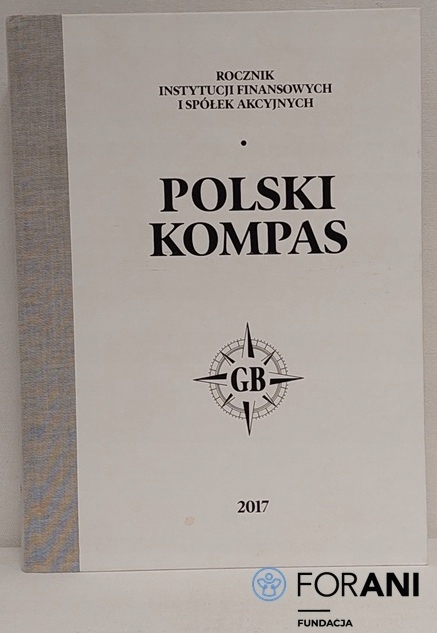 ROCZNIK
INSTYTUCJI FINANSOWYCH
I SPÓŁEK AKCYJNYCH
•
POLSKI
KOMPAS
GB
2017
FORANI
FUNDACJA